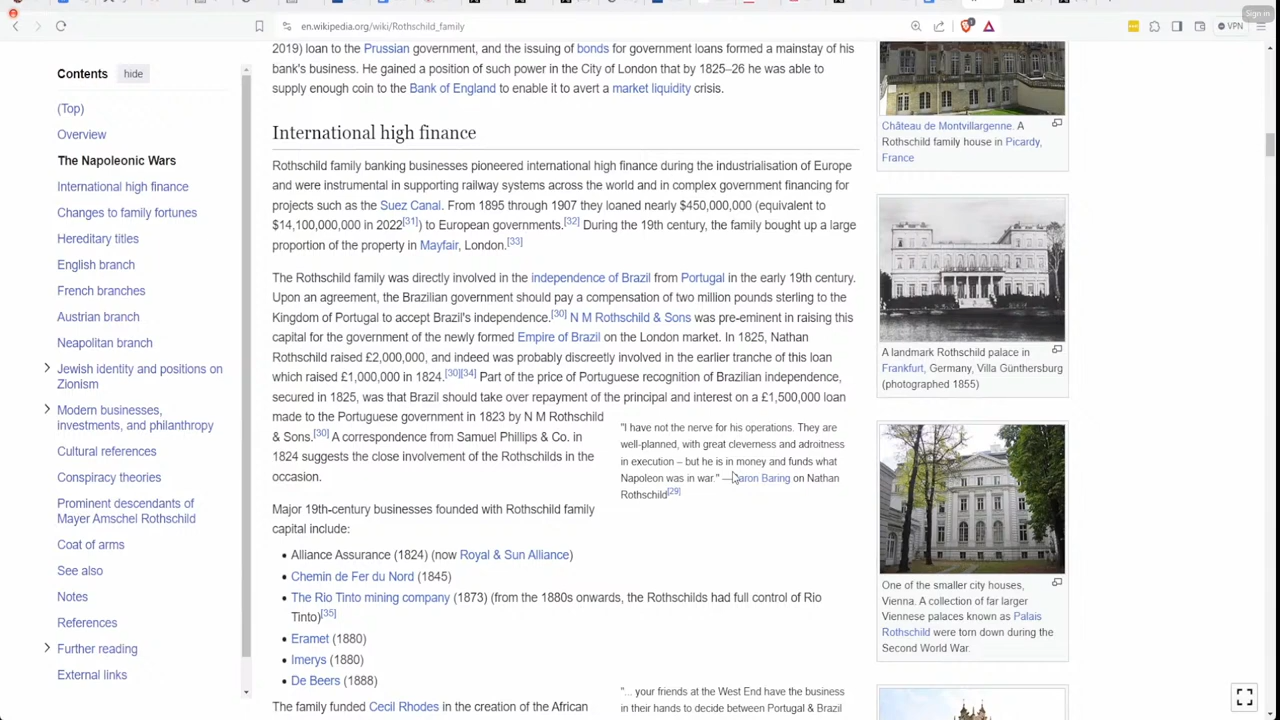 Sign in
en.wikipedia.org/wiki/Rothschild_family
VPN
Contents
hide
(Top)
Overview
The Napoleonic Wars
International high finance
Changes to family fortunes
Hereditary titles
English branch
French branches
Austrian branch
Neapolitan branch
Jewish identity and positions on
Zionism
Modern businesses,
investments, and philanthropy
Cultural references
Conspiracy theories
Prominent descendants of
Mayer Amschel Rothschild
Coat of arms
See also
Notes
References
Further reading
External links
2019) loan to the Prussian government, and the issuing of bonds for government loans formed a mainstay of his
bank's business. He gained a position of such power in the City of London that by 1825–26 he was able to
supply enough coin to the Bank of England to enable it to avert a market liquidity crisis.
International high finance
Rothschild family banking businesses pioneered international high finance during the industrialisation of Europe
and were instrumental in supporting railway systems across the world and in complex government financing for
projects such as the Suez Canal. From 1895 through 1907 they loaned nearly $450,000,000 (equivalent to
$14,100,000,000 in 2022[31]) to European governments.[32] During the 19th century, the family bought up a large
proportion of the property in Mayfair, London.[33]
The Rothschild family was directly involved in the independence of Brazil from Portugal in the early 19th century.
Upon an agreement, the Brazilian government should pay a compensation of two million pounds sterling to the
Kingdom of Portugal to accept Brazil's independence.[30] N M Rothschild & Sons was pre-eminent in raising this
capital for the government of the newly formed Empire of Brazil on the London market. In 1825, Nathan
Rothschild raised £2,000,000, and indeed was probably discreetly involved in the earlier tranche of this loan
which raised £1,000,000 in 1824.[30][34] Part of the price of Portuguese recognition of Brazilian independence,
secured in 1825, was that Brazil should take over repayment of the principal and interest on a £1,500,000 loan
made to the Portuguese government in 1823 by N M Rothschild
& Sons.[30] A correspondence from Samuel Phillips & Co. in
1824 suggests the close involvement of the Rothschilds in the
occasion.
"I have not the nerve for his operations. They are
well-planned, with great cleverness and adroitness
in execution – but he is in money and funds what
Napoleon was in war." —Baron Baring on Nathan
Rothschild[29]
Major 19th-century businesses founded with Rothschild family
capital include:
• Alliance Assurance (1824) (now Royal & Sun Alliance)
• Chemin de Fer du Nord (1845)
• The Rio Tinto mining company (1873) (from the 1880s onwards, the Rothschilds had full control of Rio
Tinto)[35]
• Eramet (1880)
• Imerys (1880)
• De Beers (1888)
The family funded Cecil Rhodes in the creation of the African
"... your friends at the West End have the business
in their hands to decide between Portugal & Brazil
Château de Montvillargenne. A
Rothschild family house in Picardy,
France
A landmark Rothschild palace in
Frankfurt, Germany, Villa Günthersburg
(photographed 1855)
One of the smaller city houses,
Vienna. A collection of far larger
Viennese palaces known as Palais
Rothschild were torn down during the
Second World War.